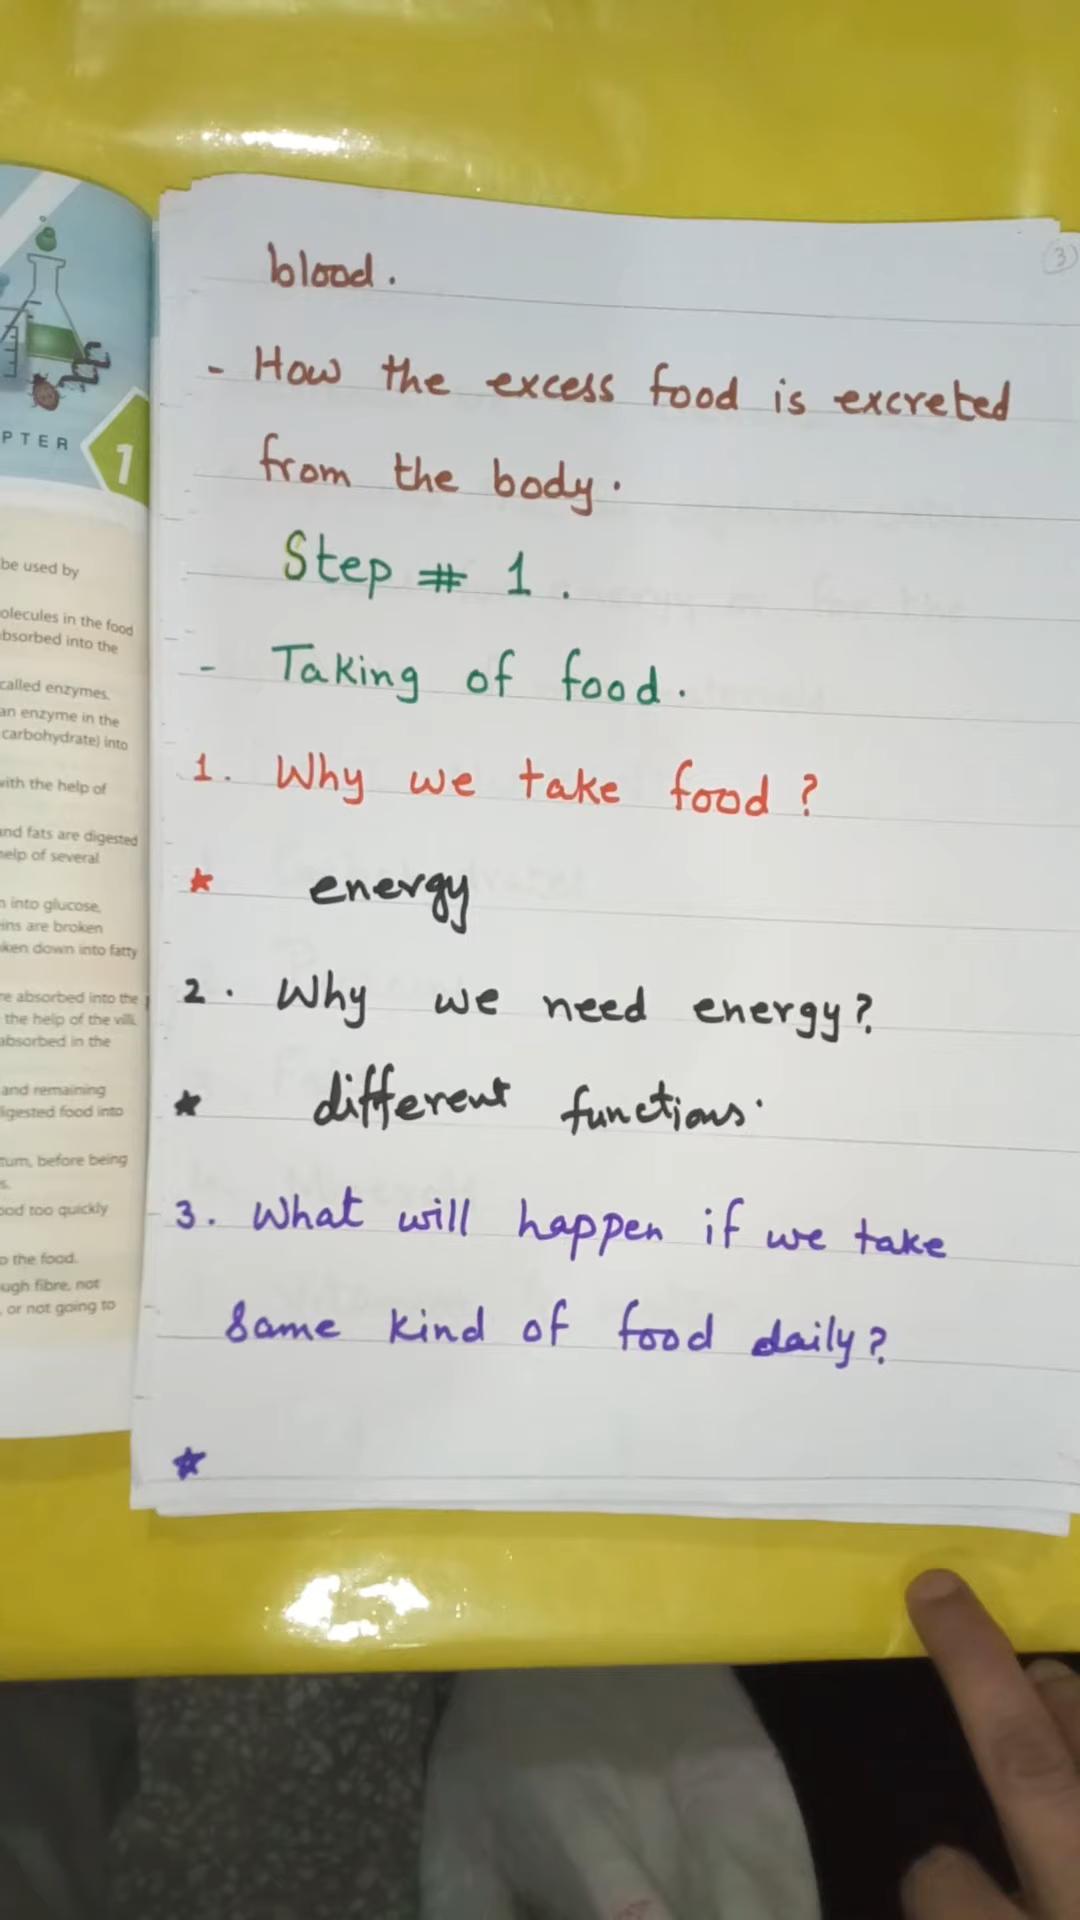 PTER
1
be used by
olecules in the food
bsorbed into the
called enzymes.
an enzyme in the
carbohydrate) into
with the help of
and fats are digested
help of several
n into glucose,
ins are broken
ken down into fatty
re absorbed into the
the help of the villi.
absorbed in the
and remaining
ligested food into
tum, before being
s.
ood too quickly
o the food.
ugh fibre, not
or not going to
3
blood.
- How the excess food is excreted
from the body.
Step # 1.
- Taking of food.
1. Why we take food?
* energy
2. Why we need energy?
* different functions.
3. What will happen if we take
same kind of food daily?
*